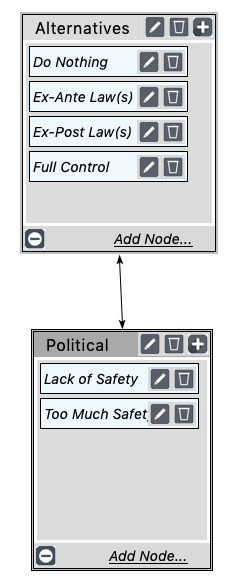 Alternatives
Do Nothing
Ex-Ante Law(s)
Ex-Post Law(s)
Full Control
Add Node...
Political
Lack of Safety
Too Much Safet
Add Node...